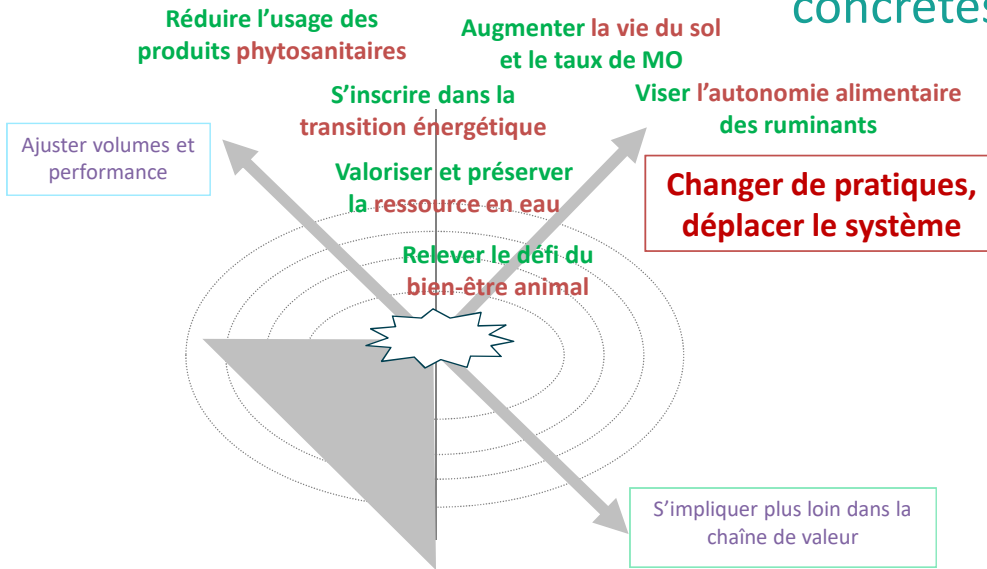 concrètes
Réduire l'usage des
produits phytosanitaires
Augmenter la vie du sol
et le taux de MO
S'inscrire dans la
transition énergétique
Viser l'autonomie alimentaire
des ruminants
Ajuster volumes et
performance
Valoriser et préserver
la ressource en eau
Changer de pratiques,
déplacer le système
Relever le défi du
bien-être animal
S'impliquer plus loin dans la
chaîne de valeur